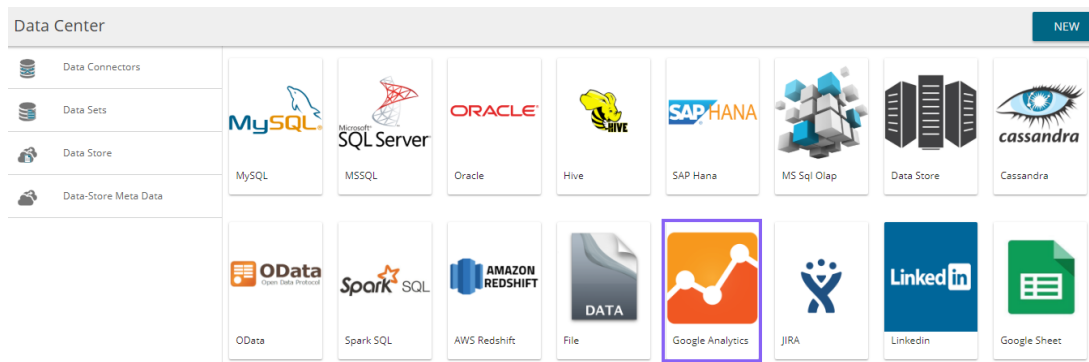 Data Center
NEW
Data Connectors
Data Sets
Data Store
Data-Store Meta Data
MySQL
Microsoft
SQL Server
ORACLE
HIVE
SAP HANA
cassandra
MySQL
MSSQL
Oracle
Hive
SAP Hana
MS Sql Olap
Data Store
Cassandra
OData
Open Data Protocol
Spark SQL
AMAZON
REDSHIFT
DATA
Linked in
OData
Spark SQL
AWS Redshift
File
Google Analytics
JIRA
Linkedin
Google Sheet